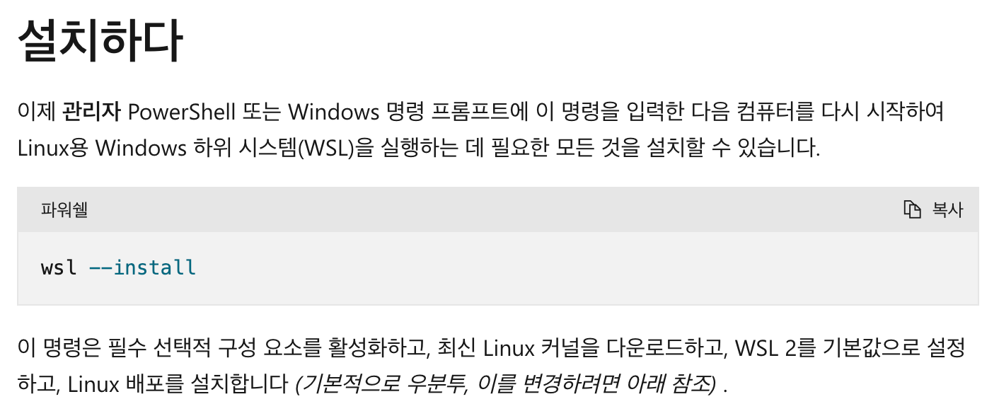 설치하다
이제 관리자 PowerShell 또는 Windows 명령 프롬프트에 이 명령을 입력한 다음 컴퓨터를 다시 시작하여
Linux용 Windows 하위 시스템(WSL)을 실행하는 데 필요한 모든 것을 설치할 수 있습니다.
파워쉘 복사
wsl --install
이 명령은 필수 선택적 구성 요소를 활성화하고, 최신 Linux 커널을 다운로드하고, WSL 2를 기본값으로 설정
하고, Linux 배포를 설치합니다 (기본적으로 우분투, 이를 변경하려면 아래 참조) .